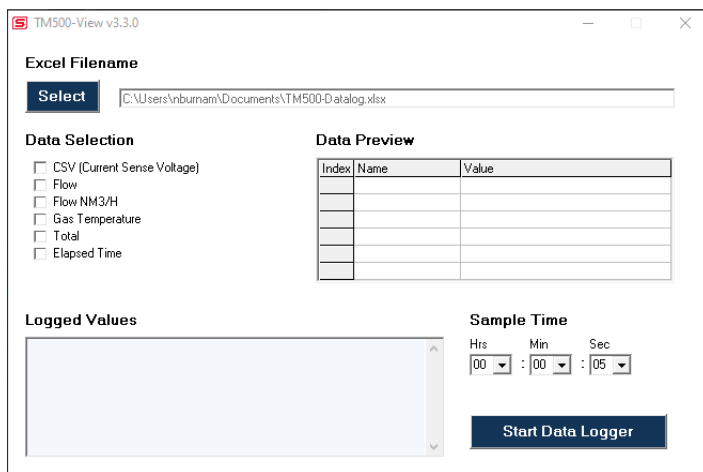 S TM500-View v3.3.0
Excel Filename
Select C:\Users\nburnam\Documents\TM500-Datalog.xlsx
Data Selection Data Preview
CSV (Current Sense Voltage)
Flow
Flow NM3/H
Gas Temperature
Total
Elapsed Time
Index Name Value
Logged Values Sample Time
Hrs Min Sec
00 : 00 : 05
Start Data Logger